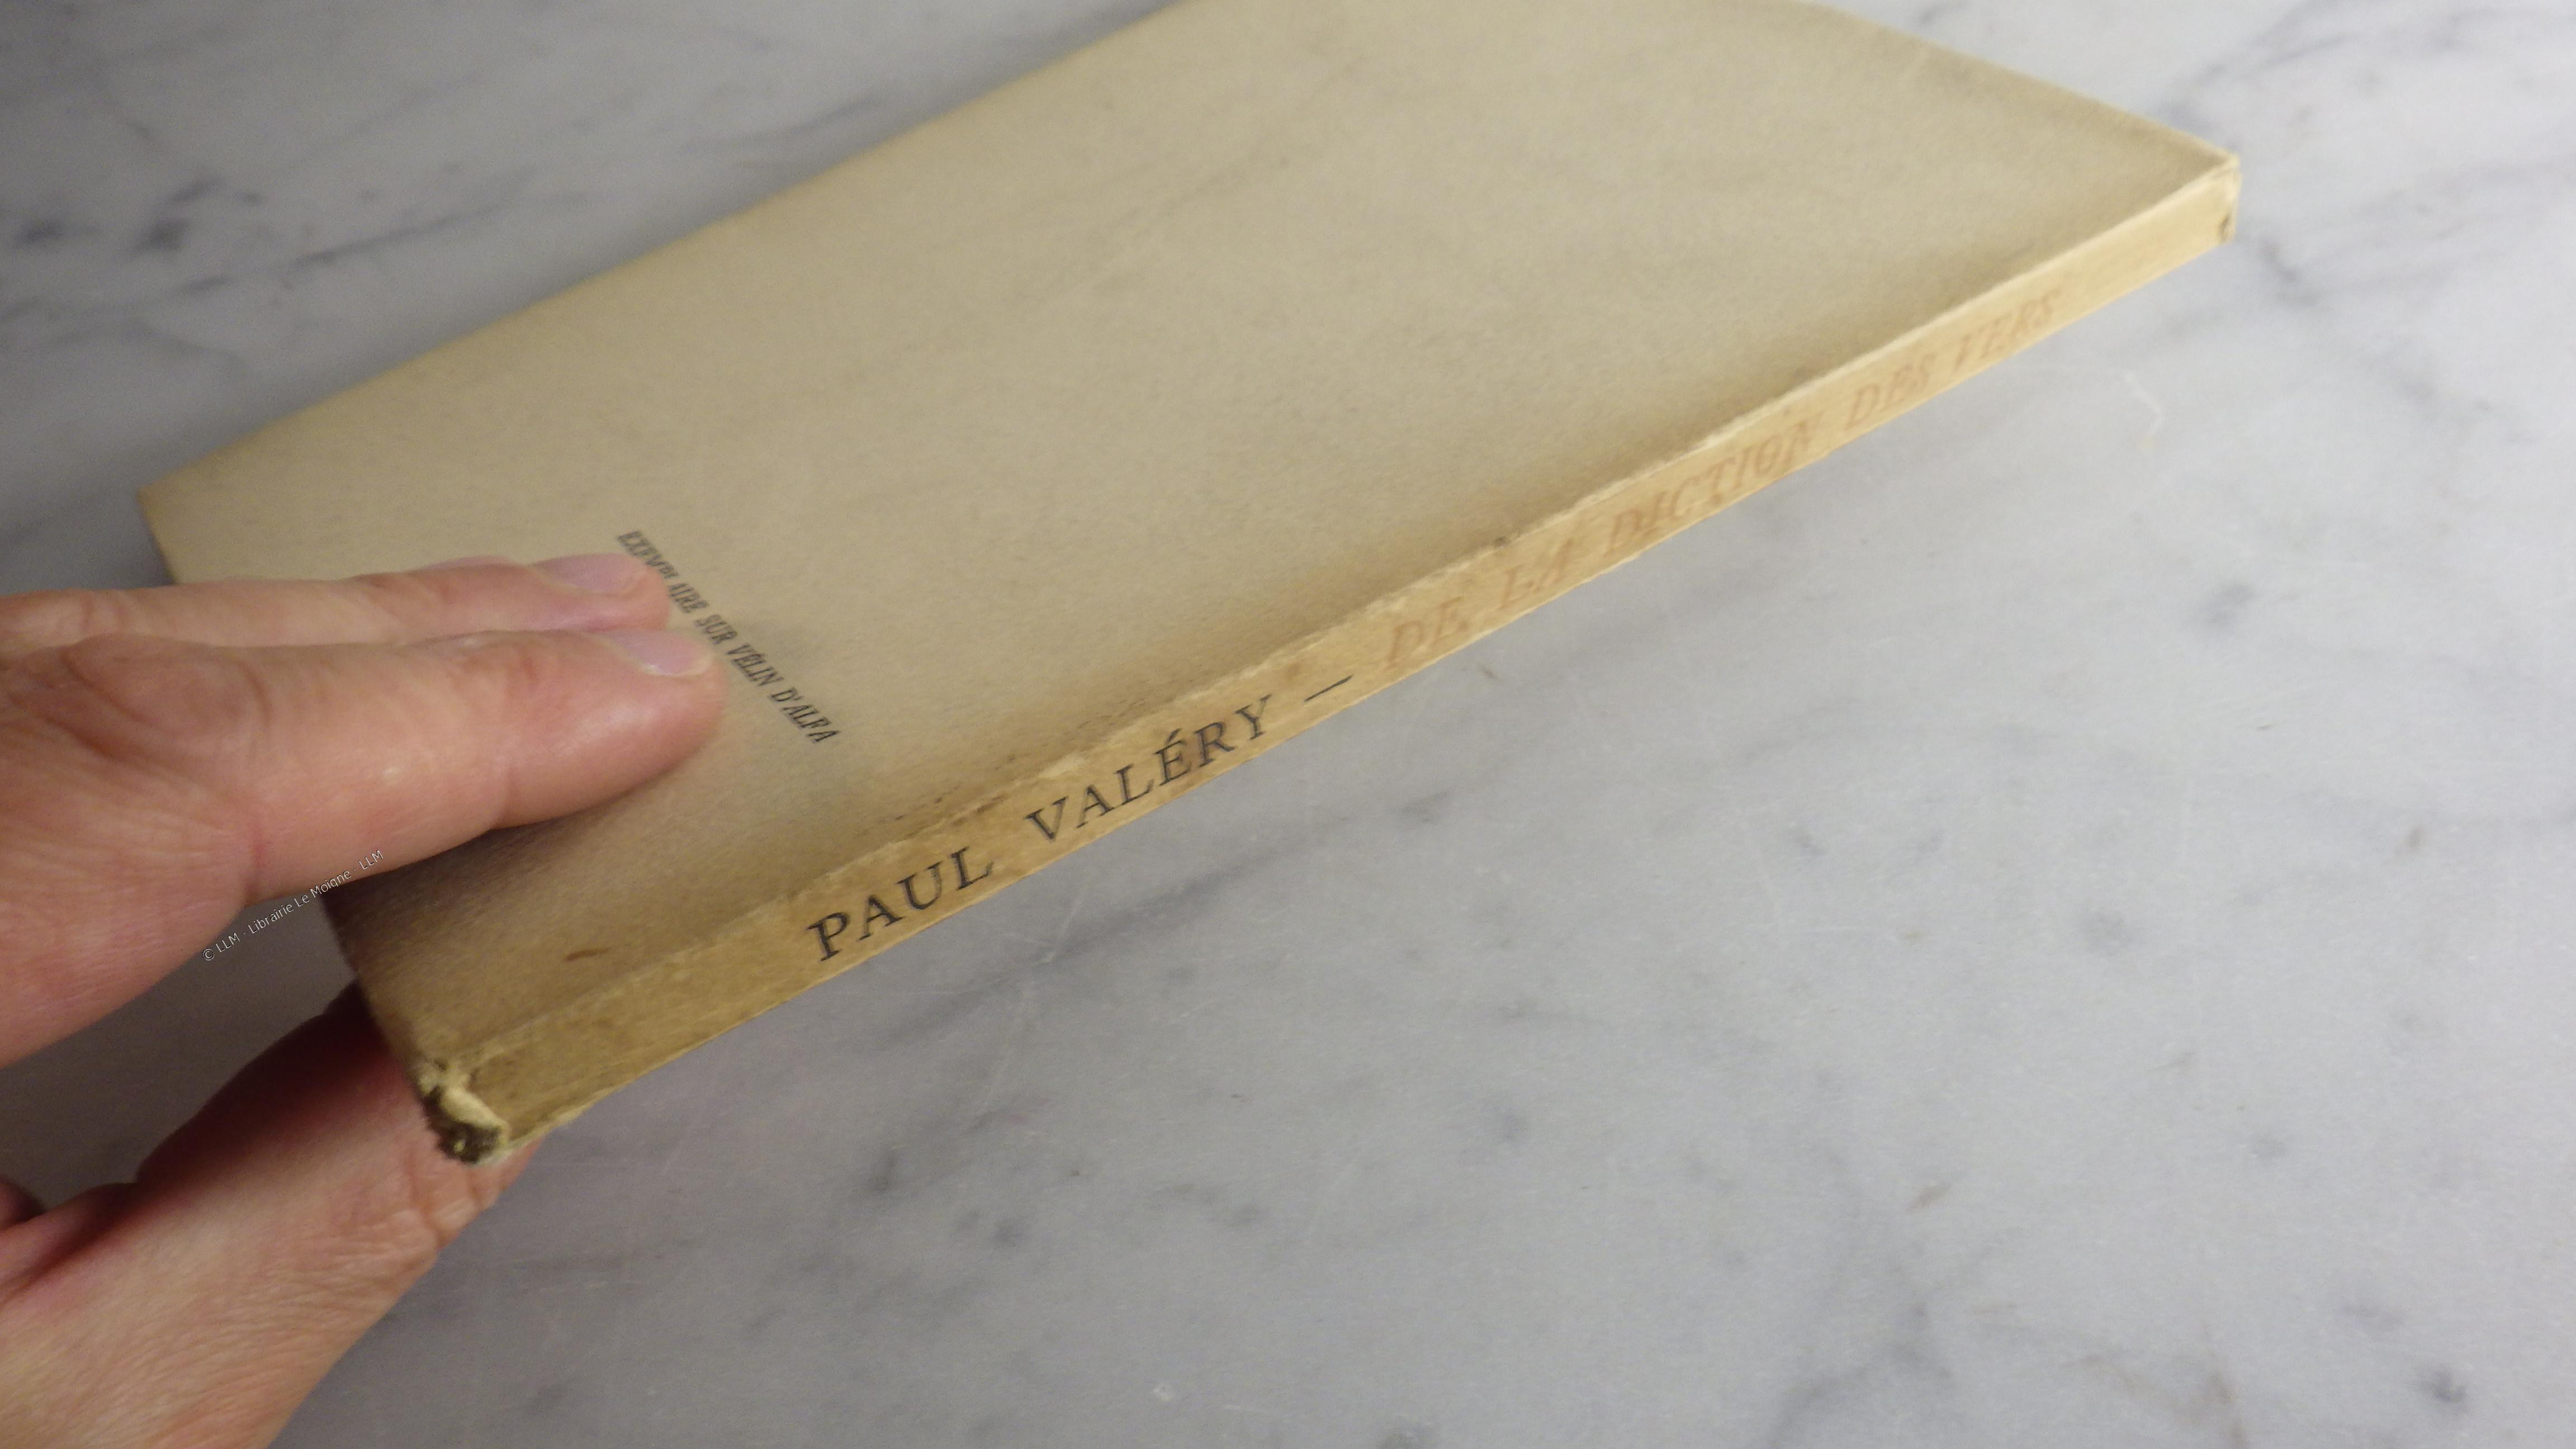 EXEMPLAIRE SUR VÉLIN D'ALFA
PAUL VALÉRY — DE LA DICTION DES VERS
© LLM - Librairie Le Moigne - LLM